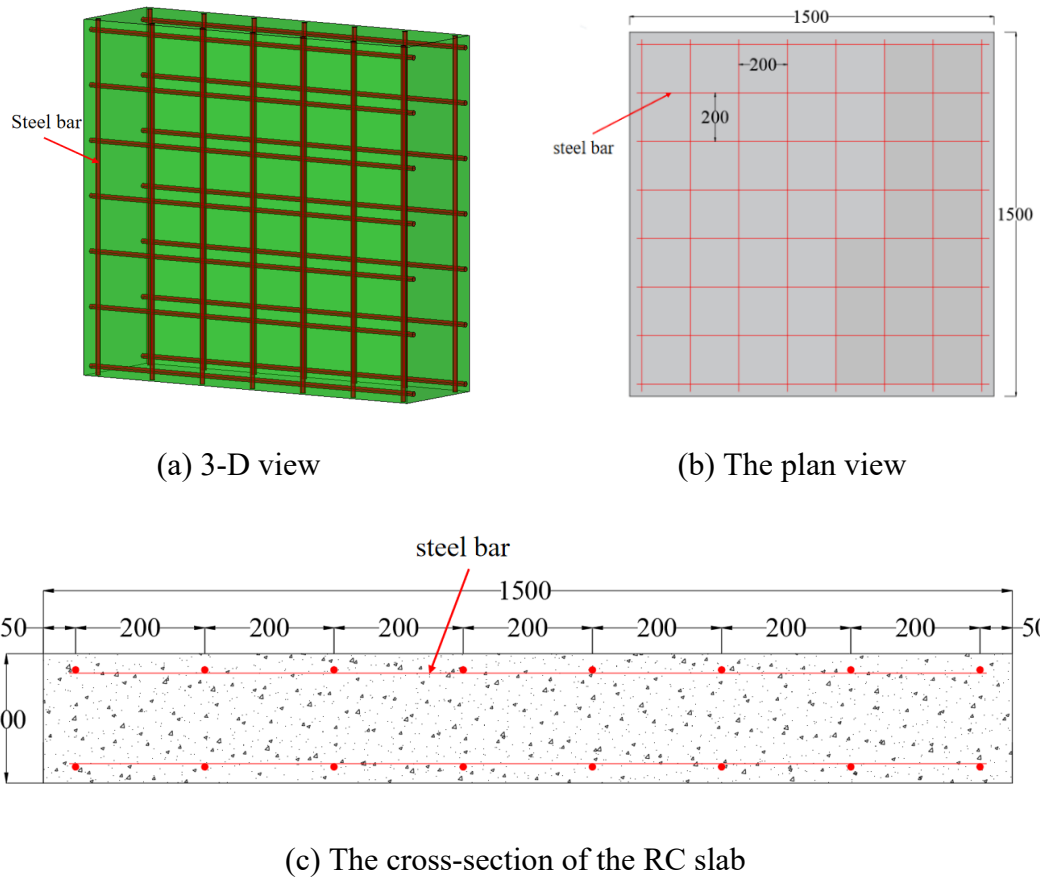 1500
Steel bar
200
200
steel bar
1500
(a) 3-D view
(b) The plan view
steel bar
1500
50 200 200 200 200 200 200 200 50
00
(c) The cross-section of the RC slab